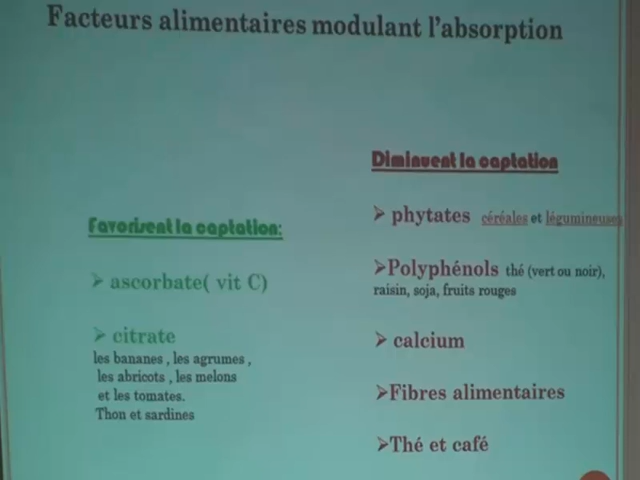 Facteurs alimentaires modulant l'absorption
Favorisent la captation:
➢ ascorbate( vit C)
➢ citrate
les bananes , les agrumes ,
les abricots , les melons
et les tomates.
Thon et sardines
Diminuent la captation
➢ phytates céréales et légumineuses
➢Polyphénols thé (vert ou noir),
raisin, soja, fruits rouges
➢ calcium
➢Fibres alimentaires
➢Thé et café